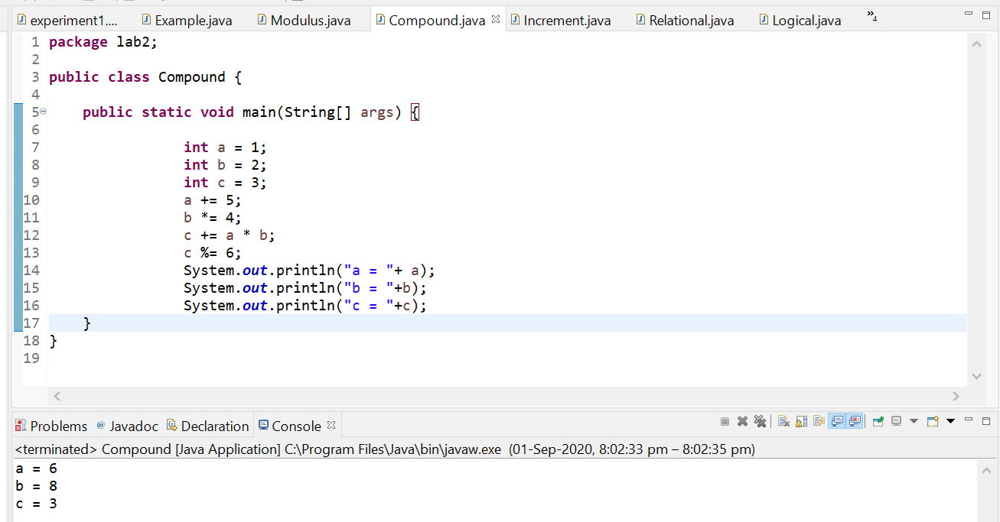 experiment1.... Example.java Modulus.java Compound.java Increment.java Relational.java Logical.java »4
1 package lab2;
2
3 public class Compound {
4
5 public static void main(String[] args) {
6
7 int a = 1;
8 int b = 2;
9 int c = 3;
10 a += 5;
11 b *= 4;
12 c += a * b;
13 c %= 6;
14 System.out.println("a = "+ a);
15 System.out.println("b = "+b);
16 System.out.println("c = "+c);
17 }
18 }
19
Problems @ Javadoc Declaration Console
<terminated> Compound [Java Application] C:\Program Files\Java\bin\javaw.exe (01-Sep-2020, 8:02:33 pm – 8:02:35 pm)
a = 6
b = 8
c = 3